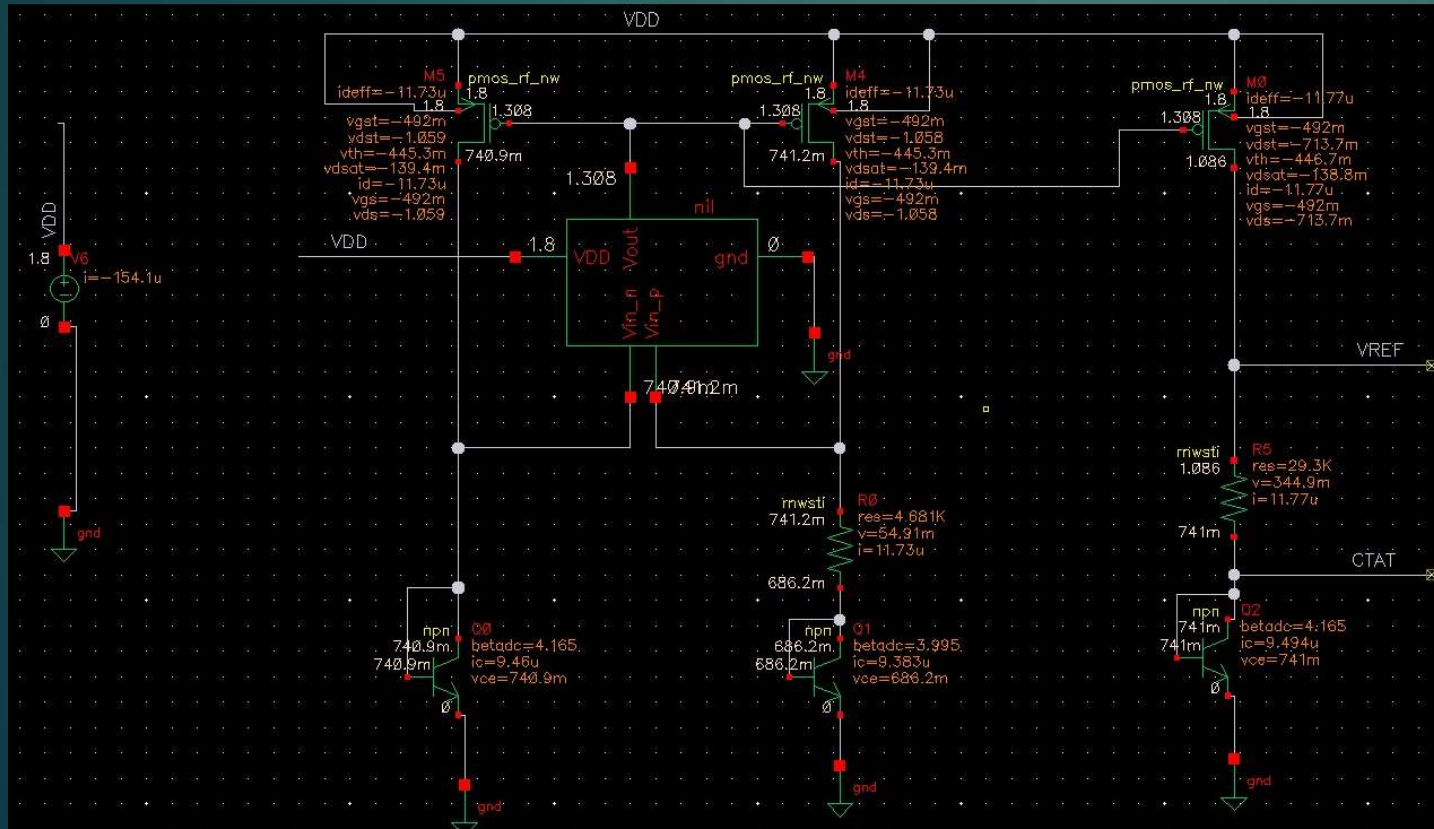 VDD
M5
pmos_rf_nw
ideff=-11.73u
1.8
1.8
1.308
vgst=-492m
vdst=-1.059
vth=-445.3m
vdsat=-139.4m
id=-11.73u
vgs=-492m
vds=-1.059
740.9m
pmos_rf_nw
M4
1.8
ideff=-11.73u
1.308
1.8
vgst=-492m
vdst=-1.058
vth=-445.3m
vdsat=-139.4m
id=-11.73u
vgs=-492m
vds=-1.058
741.2m
pmos_rf_nw
M0
1.8
ideff=-11.77u
1.308
1.8
vgst=-492m
vdst=-713.7m
vth=-446.7m
vdsat=-138.8m
id=-11.77u
vgs=-492m
vds=-713.7m
1.086
VDD
1.8
V6
i=-154.1u
0
gnd
1.308
nil
VDD
1.8
VDD
Vout
gnd
0
Vin_n
Vin_p
gnd
740.9m
741.2m
VREF
rnwsti
R0
741.2m
res=4.681K
v=54.91m
i=11.73u
686.2m
rnwsti
R5
1.086
res=29.3K
v=344.9m
i=11.77u
741m
CTAT
npn
Q0
740.9m
betadc=4.165
740.9m
ic=9.46u
vce=740.9m
0
gnd
npn
Q1
686.2m
betadc=3.995
686.2m
ic=9.383u
vce=686.2m
0
gnd
npn
Q2
741m
betadc=4.165
741m
ic=9.494u
vce=741m
0
gnd